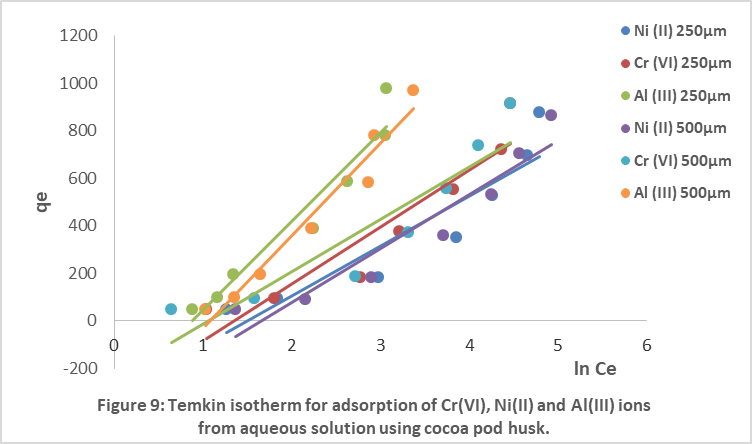 1200
1000
800
600
400
200
0
-200
qe
0 1 2 3 4 5 6
ln Ce
Ni (II) 250µm
Cr (VI) 250µm
Al (III) 250µm
Ni (II) 500µm
Cr (VI) 500µm
Al (III) 500µm
Figure 9: Temkin isotherm for adsorption of Cr(VI), Ni(II) and Al(III) ions
from aqueous solution using cocoa pod husk.